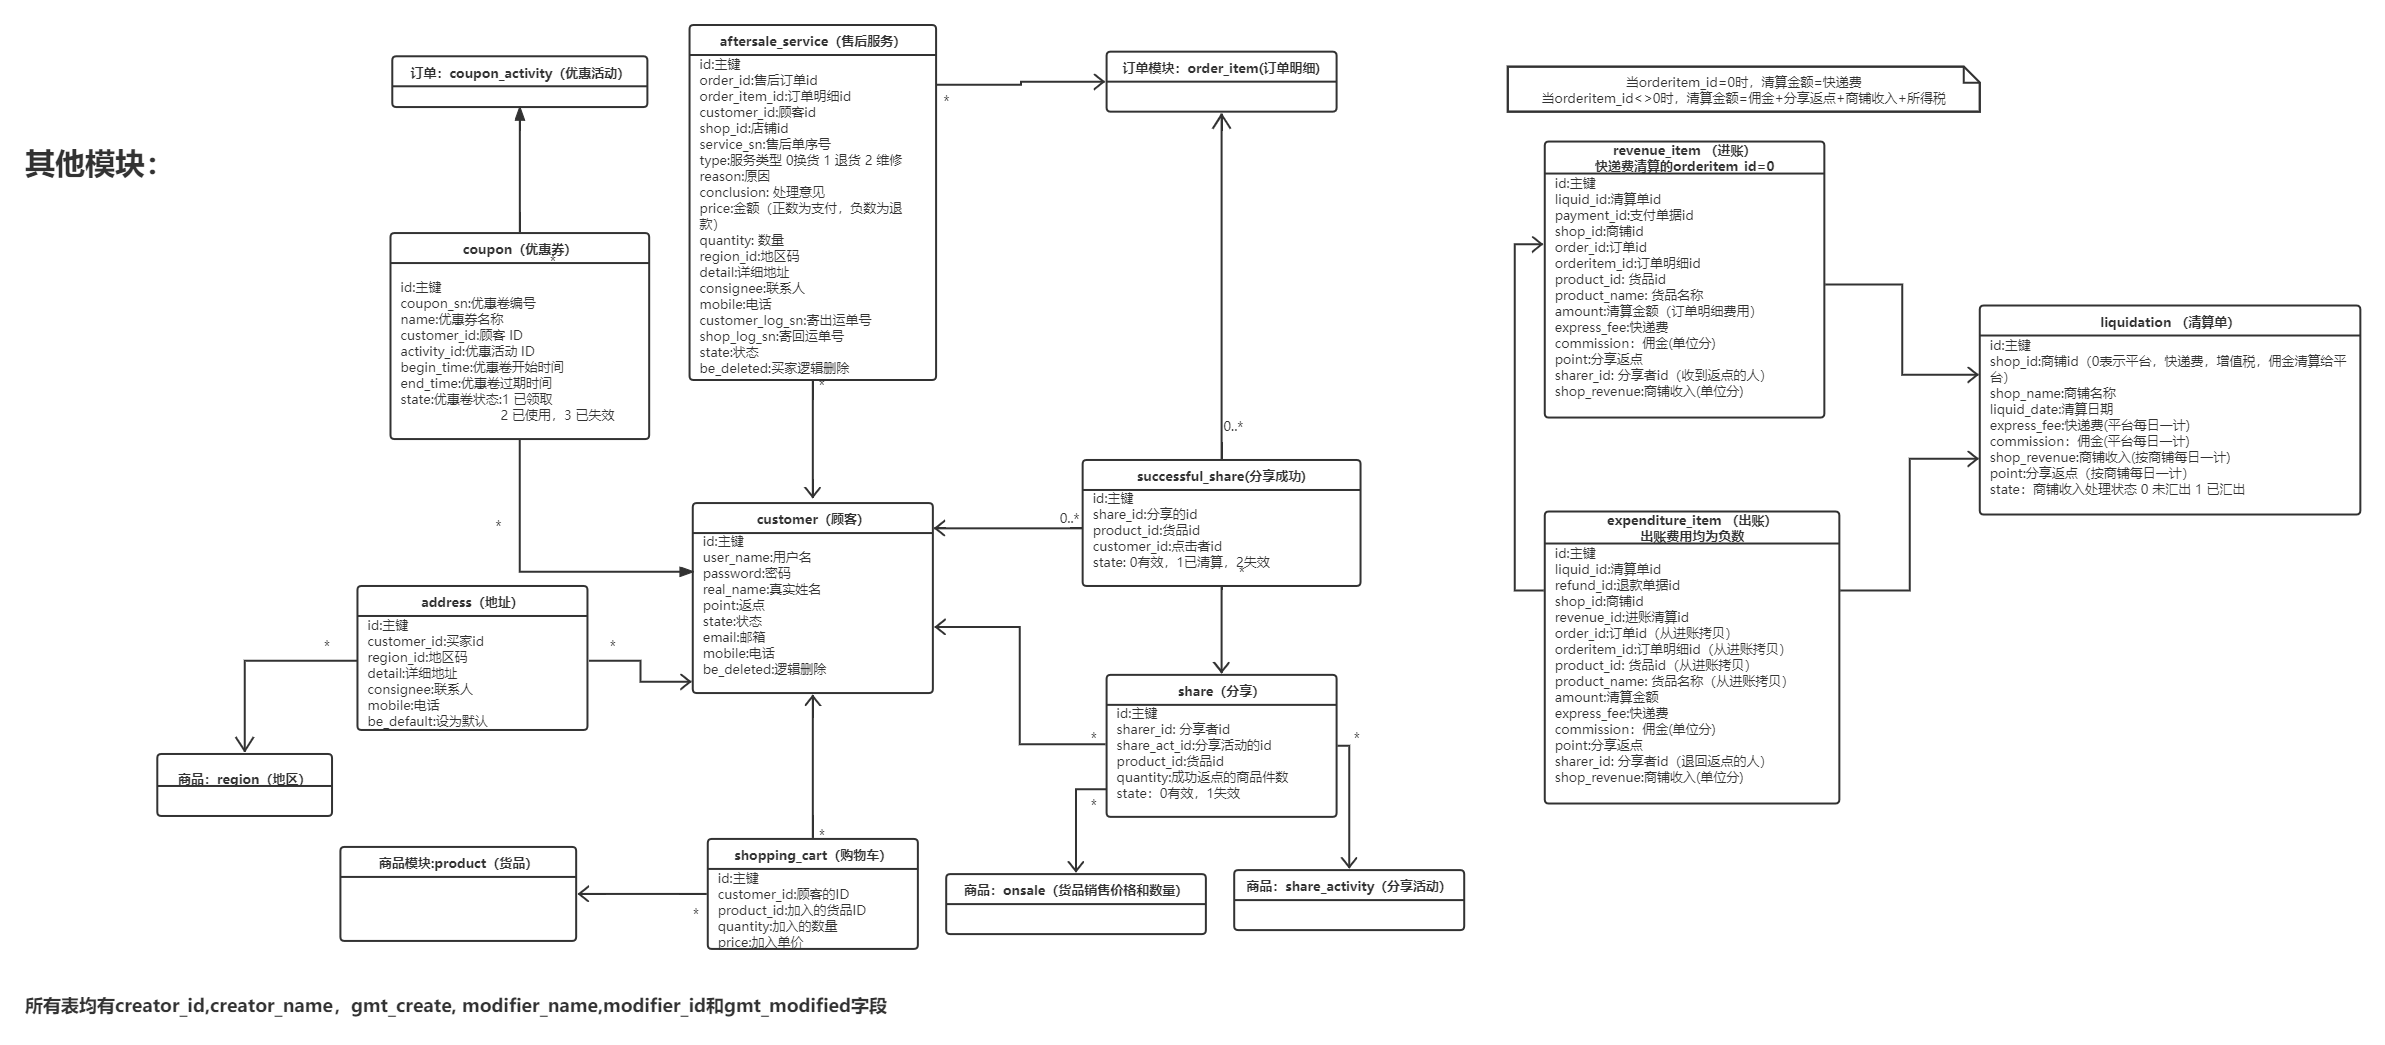 其他模块：
订单：coupon_activity（优惠活动）
coupon（优惠券）
*
id:主键
coupon_sn:优惠卷编号
name:优惠券名称
customer_id:顾客 ID
activity_id:优惠活动 ID
begin_time:优惠卷开始时间
end_time:优惠卷过期时间
state:优惠卷状态:1 已领取
2 已使用，3 已失效
*
aftersale_service（售后服务）
id:主键
order_id:售后订单id
order_item_id:订单明细id
customer_id:顾客id
shop_id:店铺id
service_sn:售后单序号
type:服务类型 0换货 1 退货 2 维修
reason:原因
conclusion: 处理意见
price:金额（正数为支付，负数为退
款）
quantity: 数量
region_id:地区码
detail:详细地址
consignee:联系人
mobile:电话
customer_log_sn:寄出运单号
shop_log_sn:寄回运单号
state:状态
be_deleted:买家逻辑删除
*
*
订单模块：order_item(订单明细)
0..*
successful_share(分享成功)
id:主键
share_id:分享的id
product_id:货品id
customer_id:点击者id
state: 0有效，1已清算，2失效
0..*
*
customer（顾客）
id:主键
user_name:用户名
password:密码
real_name:真实姓名
point:返点
state:状态
email:邮箱
mobile:电话
be_deleted:逻辑删除
address（地址）
id:主键
customer_id:买家id
region_id:地区码
detail:详细地址
consignee:联系人
mobile:电话
be_default:设为默认
*
*
商品：region（地区）
share（分享）
id:主键
sharer_id: 分享者id
share_act_id:分享活动的id
product_id:货品id
quantity:成功返点的商品件数
state：0有效，1失效
*
*
*
商品模块:product（货品）
shopping_cart（购物车）
id:主键
customer_id:顾客的ID
product_id:加入的货品ID
quantity:加入的数量
price:加入单价
*
*
商品：onsale（货品销售价格和数量）
商品：share_activity（分享活动）
当orderitem_id=0时，清算金额=快递费
当orderitem_id<>0时，清算金额=佣金+分享返点+商铺收入+所得税
revenue_item （进账）
快递费清算的orderitem_id=0
id:主键
liquid_id:清算单id
payment_id:支付单据id
shop_id:商铺id
order_id:订单id
orderitem_id:订单明细id
product_id: 货品id
product_name: 货品名称
amount:清算金额（订单明细费用）
express_fee:快递费
commission：佣金(单位分)
point:分享返点
sharer_id: 分享者id（收到返点的人）
shop_revenue:商铺收入(单位分)
liquidation （清算单）
id:主键
shop_id:商铺id（0表示平台，快递费，增值税，佣金清算给平
台）
shop_name:商铺名称
liquid_date:清算日期
express_fee:快递费(平台每日一计)
commission：佣金(平台每日一计)
shop_revenue:商铺收入(按商铺每日一计)
point:分享返点（按商铺每日一计）
state：商铺收入处理状态 0 未汇出 1 已汇出
expenditure_item （出账）
出账费用均为负数
id:主键
liquid_id:清算单id
refund_id:退款单据id
shop_id:商铺id
revenue_id:进账清算id
order_id:订单id（从进账拷贝）
orderitem_id:订单明细id（从进账拷贝）
product_id: 货品id（从进账拷贝）
product_name: 货品名称（从进账拷贝）
amount:清算金额
express_fee:快递费
commission：佣金(单位分)
point:分享返点
sharer_id: 分享者id（退回返点的人）
shop_revenue:商铺收入(单位分)
所有表均有creator_id,creator_name，gmt_create, modifier_name,modifier_id和gmt_modified字段